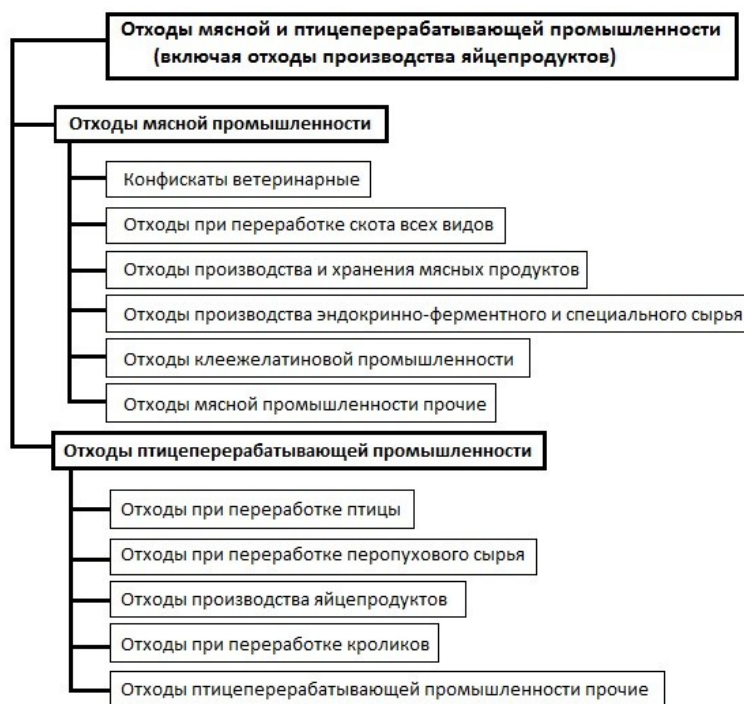 Отходы мясной и птицеперерабатывающей промышленности
(включая отходы производства яйцепродуктов)
Отходы мясной промышленности
Конфискаты ветеринарные
Отходы при переработке скота всех видов
Отходы производства и хранения мясных продуктов
Отходы производства эндокринно-ферментного и специального сырья
Отходы клеежелатиновой промышленности
Отходы мясной промышленности прочие
Отходы птицеперерабатывающей промышленности
Отходы при переработке птицы
Отходы при переработке перопухового сырья
Отходы производства яйцепродуктов
Отходы при переработке кроликов
Отходы птицеперерабатывающей промышленности прочие